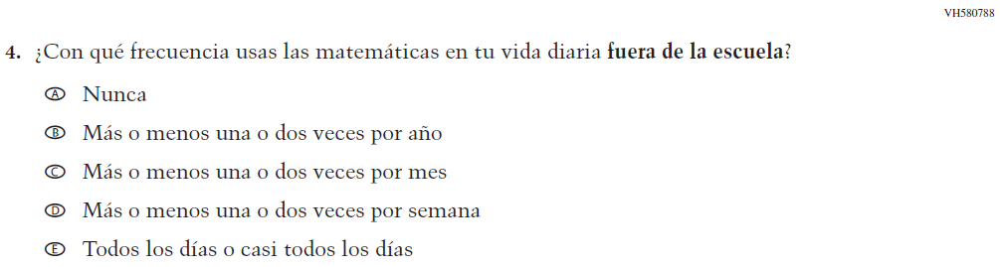 VH580788
4. ¿Con qué frecuencia usas las matemáticas en tu vida diaria fuera de la escuela?
A Nunca
B Más o menos una o dos veces por año
C Más o menos una o dos veces por mes
D Más o menos una o dos veces por semana
E Todos los días o casi todos los días